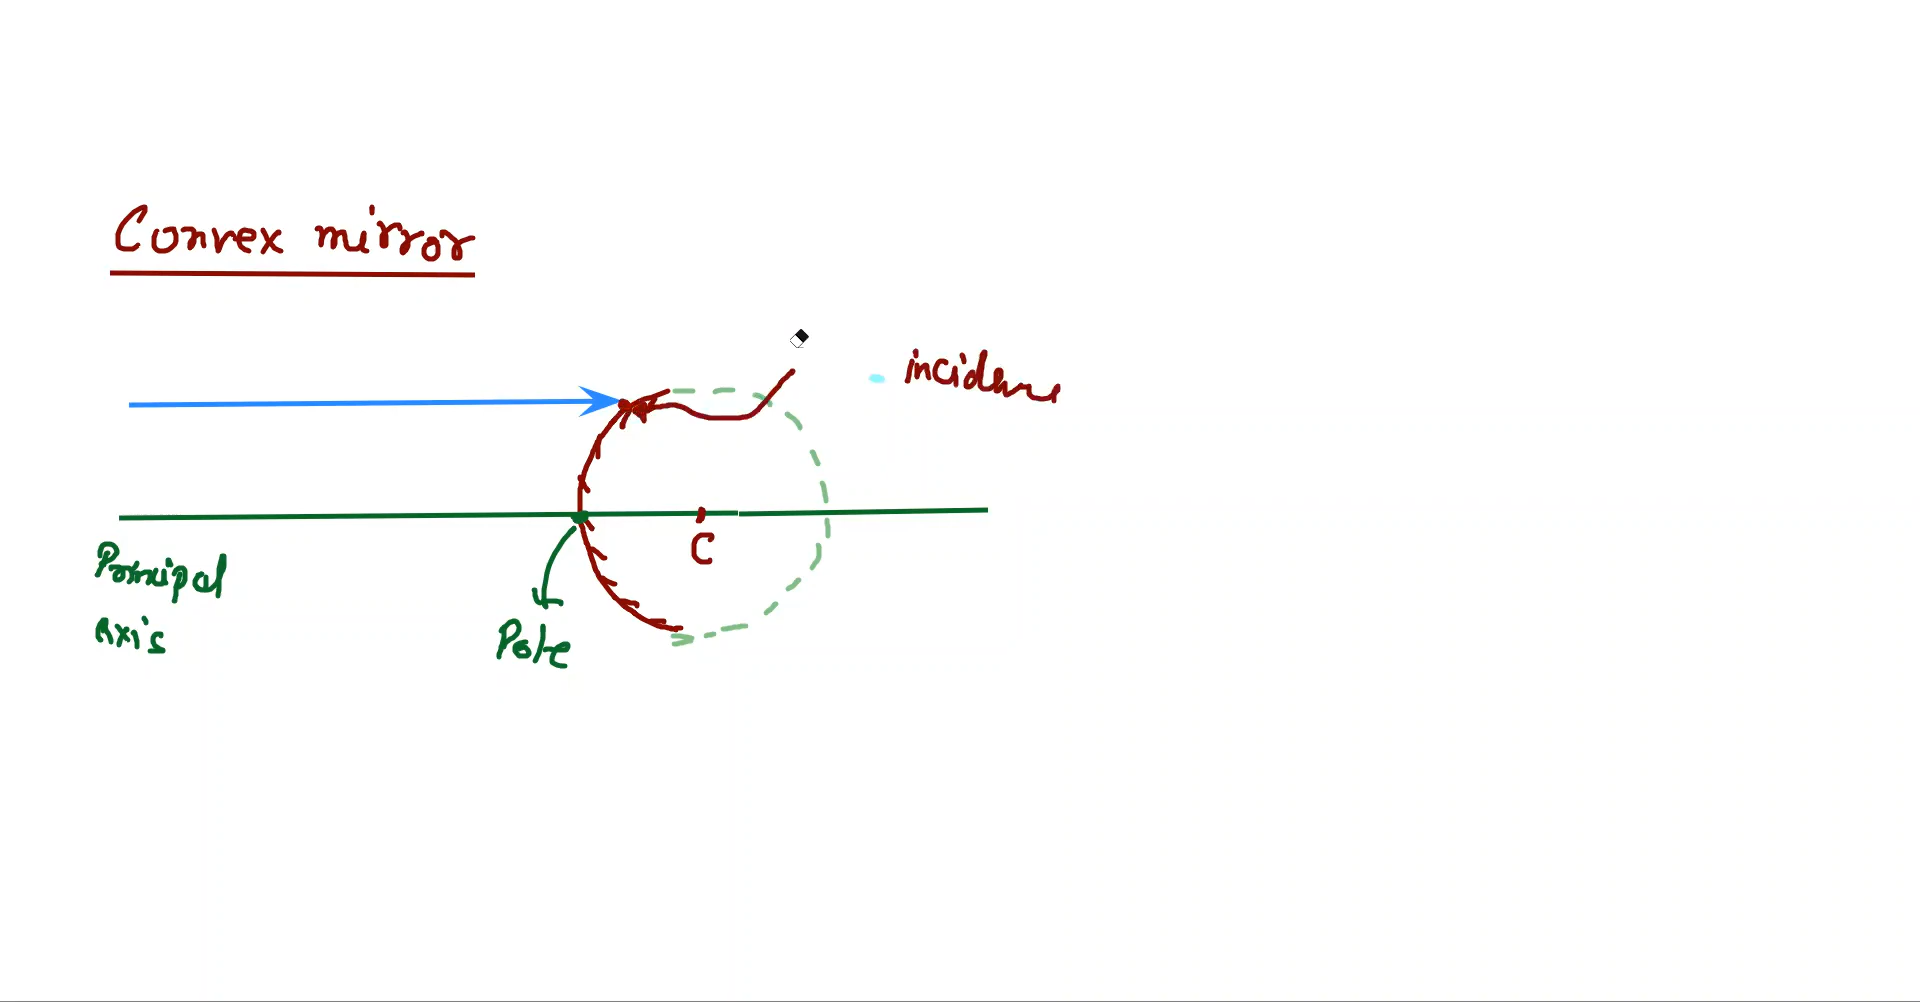 Convex mirror
incidence
C
Principal
Axis
Pole